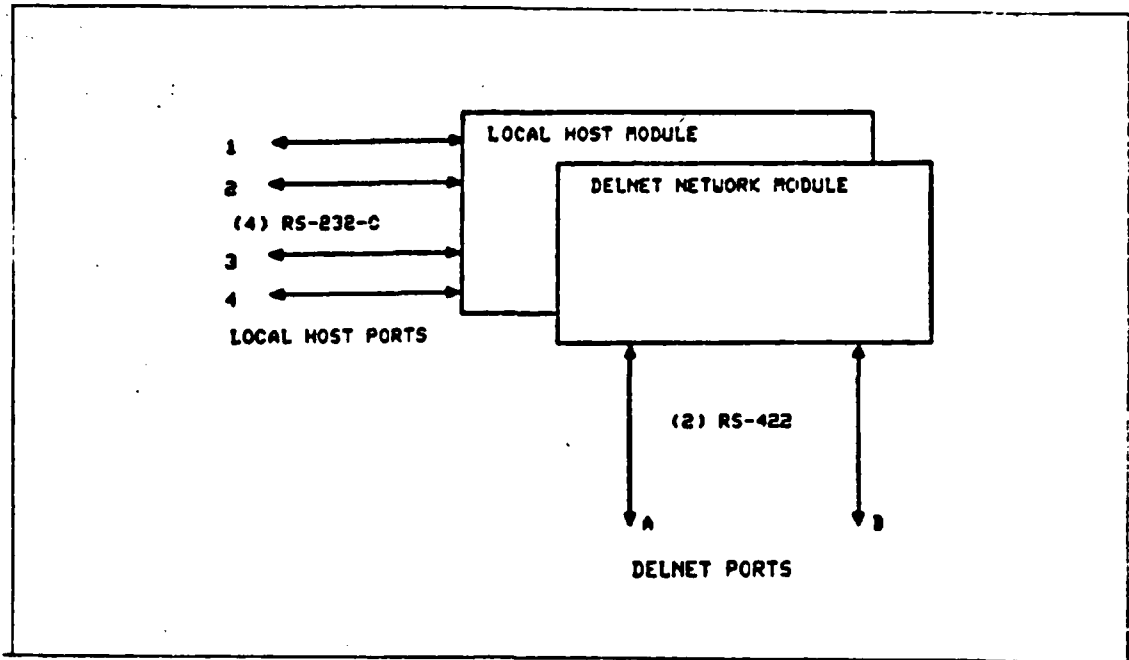 LOCAL HOST MODULE
DELNET NETWORK MODULE
1
2
(4) RS-232-C
3
4
LOCAL HOST PORTS
(2) RS-422
A
B
DELNET PORTS